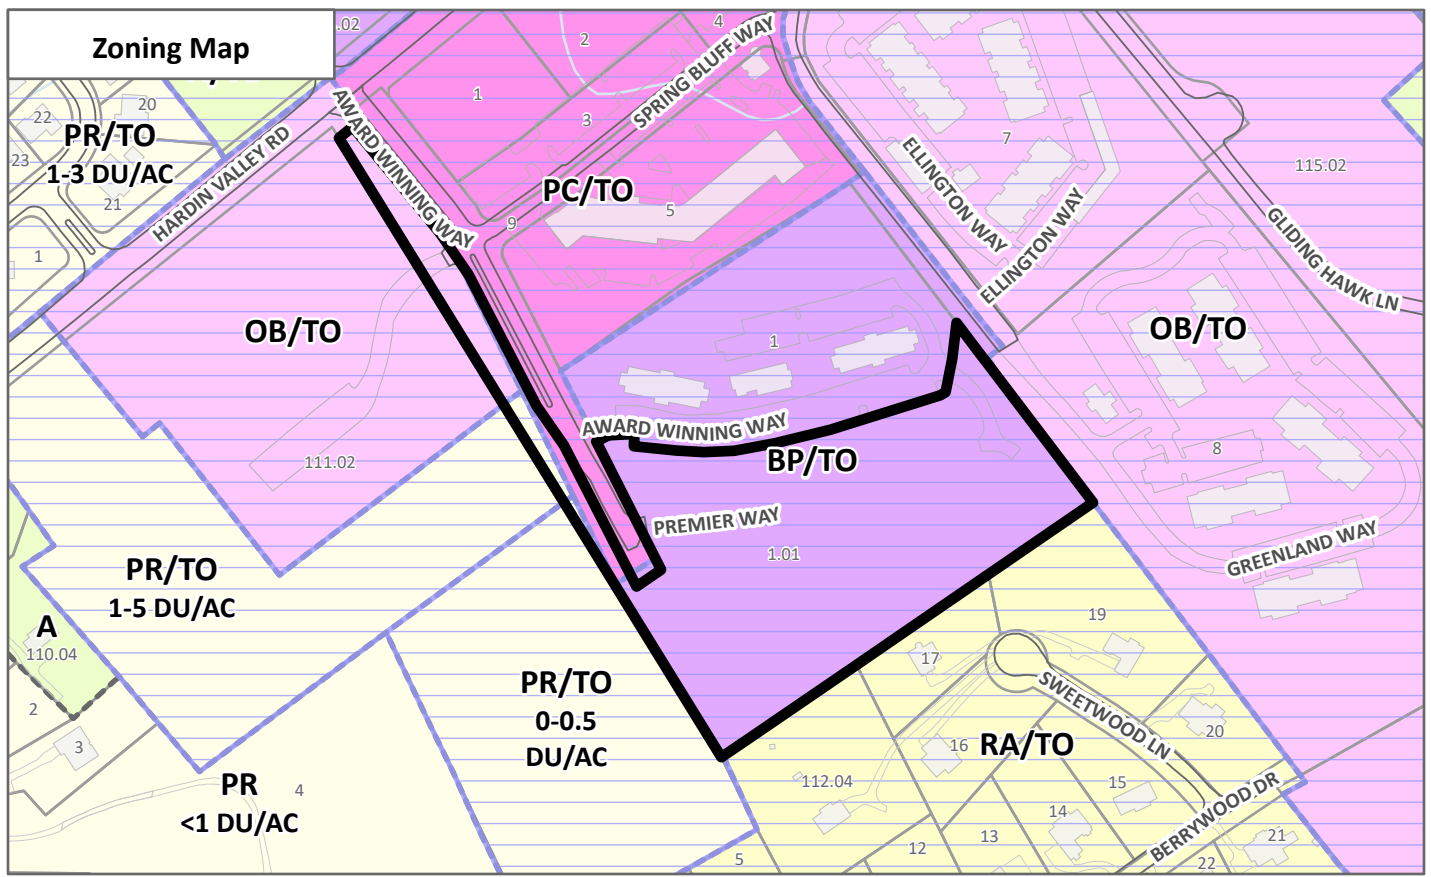 Zoning Map
.02
4
2
SPRING BLUFF WAY
1
3
20
22
PR/TO
1-3 DU/AC
23
21
HARDIN VALLEY RD
AWARD WINNING WAY
PC/TO
5
9
7
115.02
ELLINGTON WAY
ELLINGTON WAY
GLIDING HAWK LN
1
OB/TO
OB/TO
1
AWARD WINNING WAY
BP/TO
8
111.02
PREMIER WAY
1.01
GREENLAND WAY
PR/TO
1-5 DU/AC
A
110.04
19
17
SWEETWOOD LN
PR/TO
0-0.5
DU/AC
2
3
20
16
RA/TO
15
112.04
PR
<1 DU/AC
4
14
BERRYWOOD DR
13
12
21
5
22